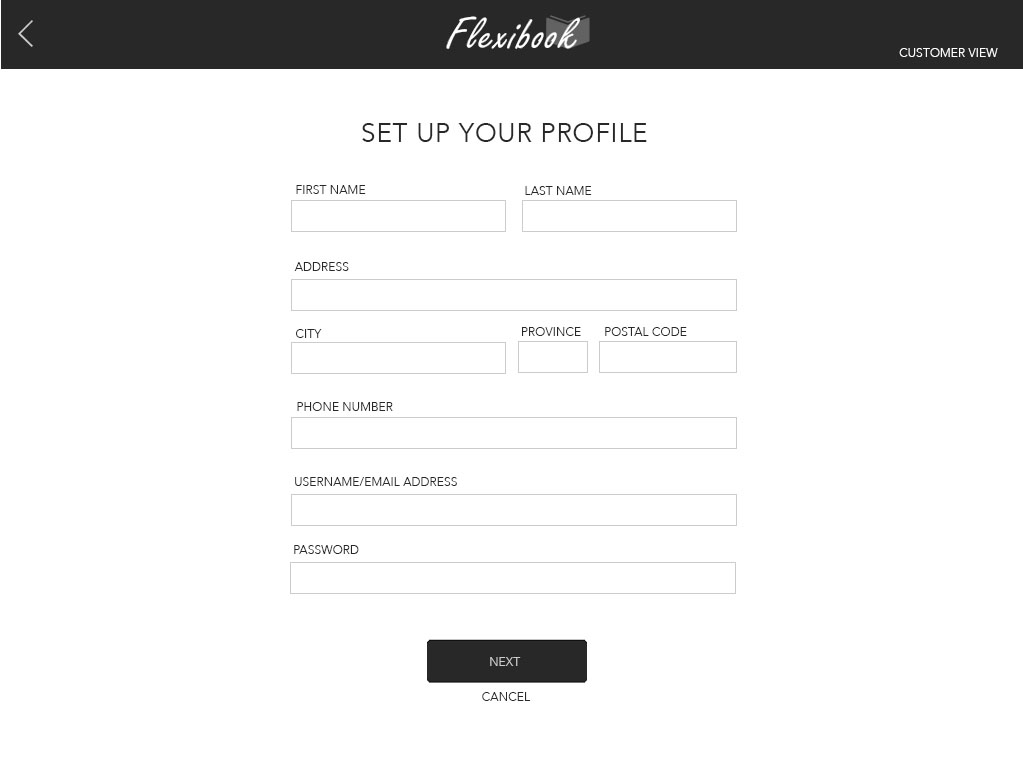 Flexibook
CUSTOMER VIEW
SET UP YOUR PROFILE
FIRST NAME LAST NAME
ADDRESS
CITY PROVINCE POSTAL CODE
PHONE NUMBER
USERNAME/EMAIL ADDRESS
PASSWORD
NEXT
CANCEL